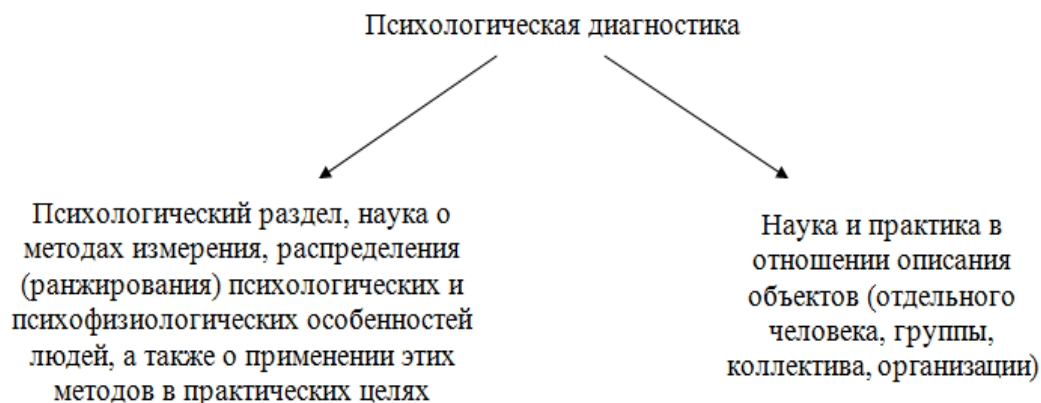 Психологическая диагностика
Психологический раздел, наука о
методах измерения, распределения
(ранжирования) психологических и
психофизиологических особенностей
людей, а также о применении этих
методов в практических целях
Наука и практика в
отношении описания
объектов (отдельного
человека, группы,
коллектива, организации)